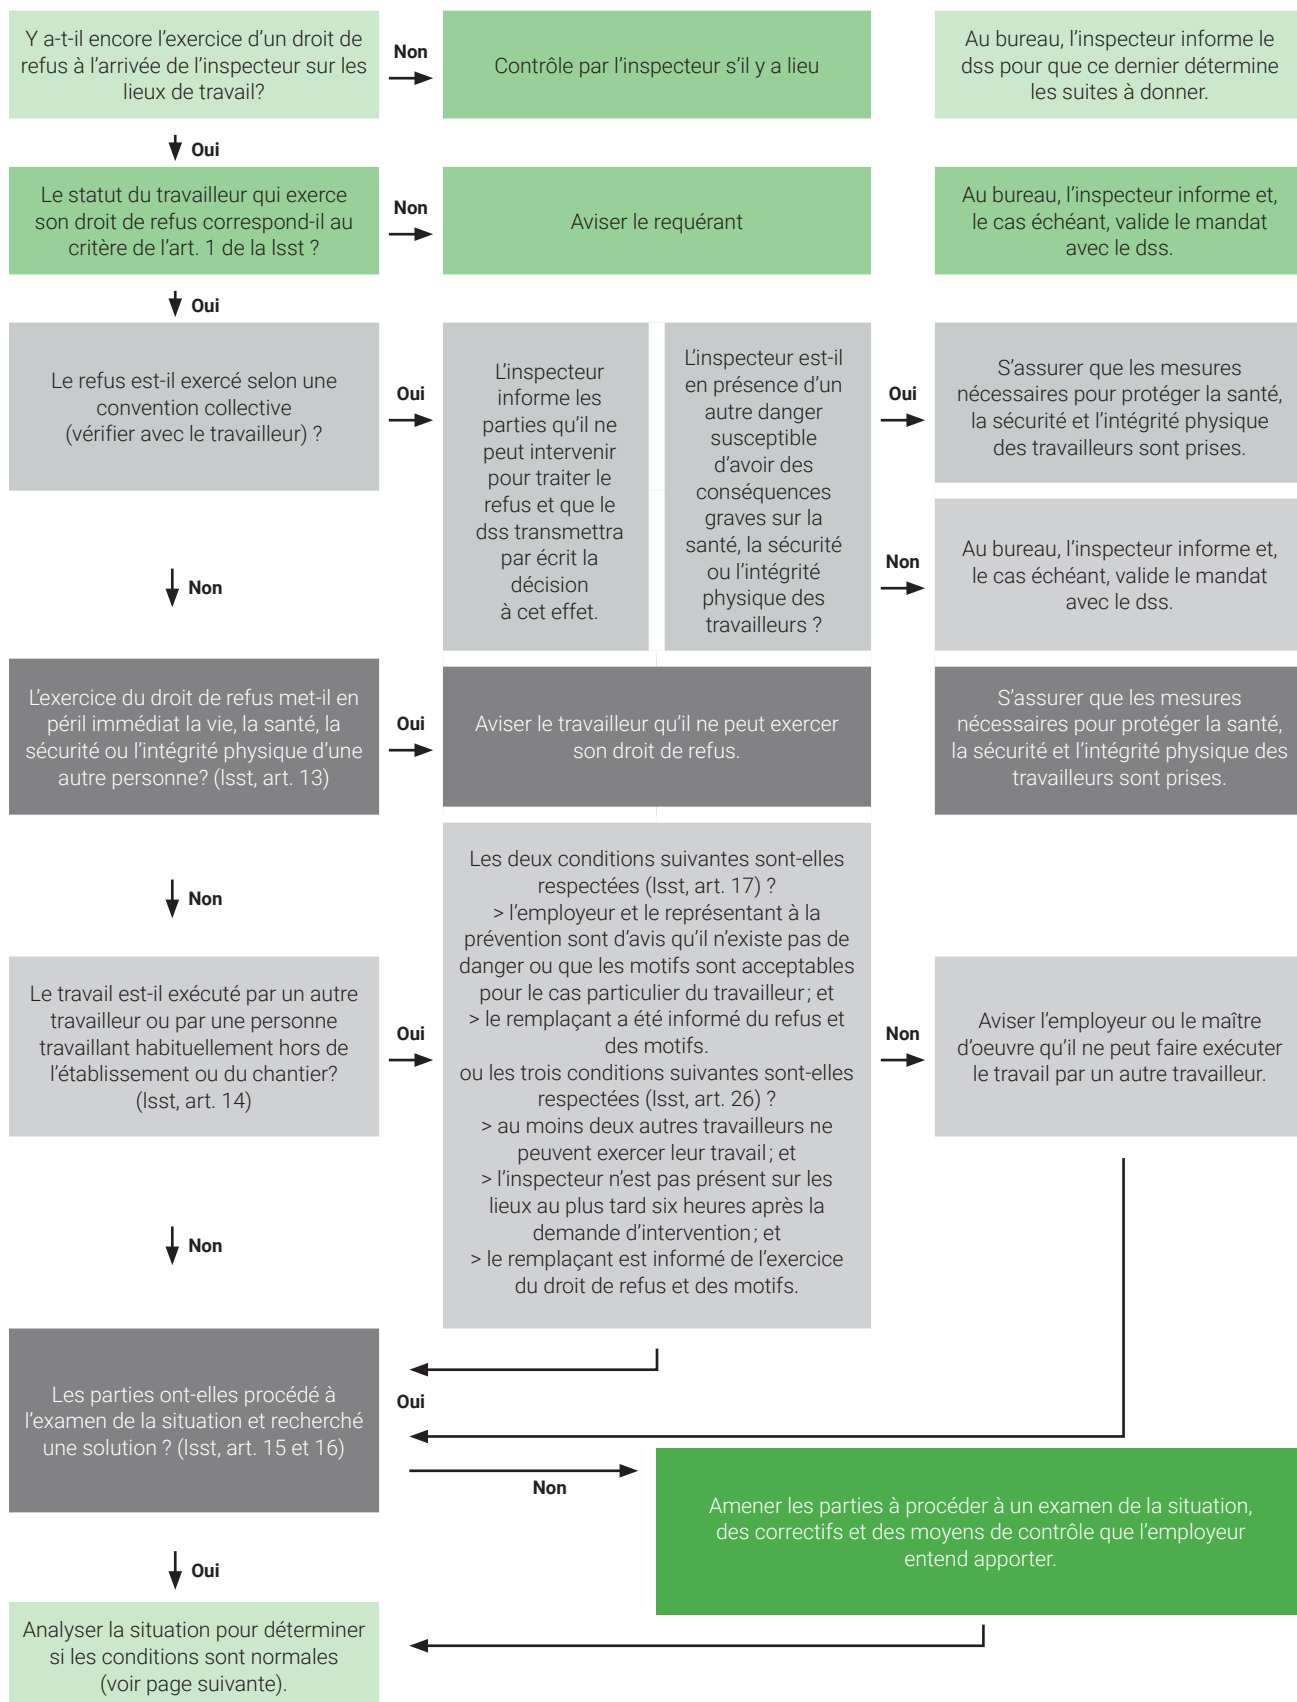 Y a-t-il encore l’exercice d’un droit de
refus à l’arrivée de l’inspecteur sur les
lieux de travail?
Non
Contrôle par l’inspecteur s’il y a lieu
Au bureau, l’inspecteur informe le
dss pour que ce dernier détermine
les suites à donner.
Oui
Le statut du travailleur qui exerce
son droit de refus correspond-il au
critère de l’art. 1 de la lsst ?
Non
Aviser le requérant
Au bureau, l’inspecteur informe et,
le cas échéant, valide le mandat
avec le dss.
Oui
Le refus est-il exercé selon une
convention collective
(vérifier avec le travailleur) ?
Oui
L’inspecteur
informe les
parties qu’il ne
peut intervenir
pour traiter le
refus et que le
dss transmettra
par écrit la
décision
à cet effet.
L’inspecteur est-il
en présence d’un
autre danger
susceptible
d’avoir des
conséquences
graves sur la
santé, la sécurité
ou l’intégrité
physique des
travailleurs ?
Oui
S’assurer que les mesures
nécessaires pour protéger la santé,
la sécurité et l’intégrité physique
des travailleurs sont prises.
Non
Au bureau, l’inspecteur informe et,
le cas échéant, valide le mandat
avec le dss.
Non
L’exercice du droit de refus met-il en
péril immédiat la vie, la santé, la
sécurité ou l’intégrité physique d’une
autre personne? (lsst, art. 13)
Oui
Aviser le travailleur qu’il ne peut exercer
son droit de refus.
S’assurer que les mesures
nécessaires pour protéger la santé,
la sécurité et l’intégrité physique des
travailleurs sont prises.
Non
Le travail est-il exécuté par un autre
travailleur ou par une personne
travaillant habituellement hors de
l’établissement ou du chantier?
(lsst, art. 14)
Oui
Les deux conditions suivantes sont-elles
respectées (lsst, art. 17) ?
> l’employeur et le représentant à la
prévention sont d’avis qu’il n’existe pas de
danger ou que les motifs sont acceptables
pour le cas particulier du travailleur ; et
> le remplaçant a été informé du refus et
des motifs.
ou les trois conditions suivantes sont-elles
respectées (lsst, art. 26) ?
> au moins deux autres travailleurs ne
peuvent exercer leur travail ; et
> l’inspecteur n’est pas présent sur les
lieux au plus tard six heures après la
demande d’intervention ; et
> le remplaçant est informé de l’exercice
du droit de refus et des motifs.
Non
Aviser l’employeur ou le maître
d’oeuvre qu’il ne peut faire exécuter
le travail par un autre travailleur.
Non
Les parties ont-elles procédé à
l’examen de la situation et recherché
une solution ? (lsst, art. 15 et 16)
Oui
Non
Amener les parties à procéder à un examen de la situation,
des correctifs et des moyens de contrôle que l’employeur
entend apporter.
Oui
Analyser la situation pour déterminer
si les conditions sont normales
(voir page suivante).